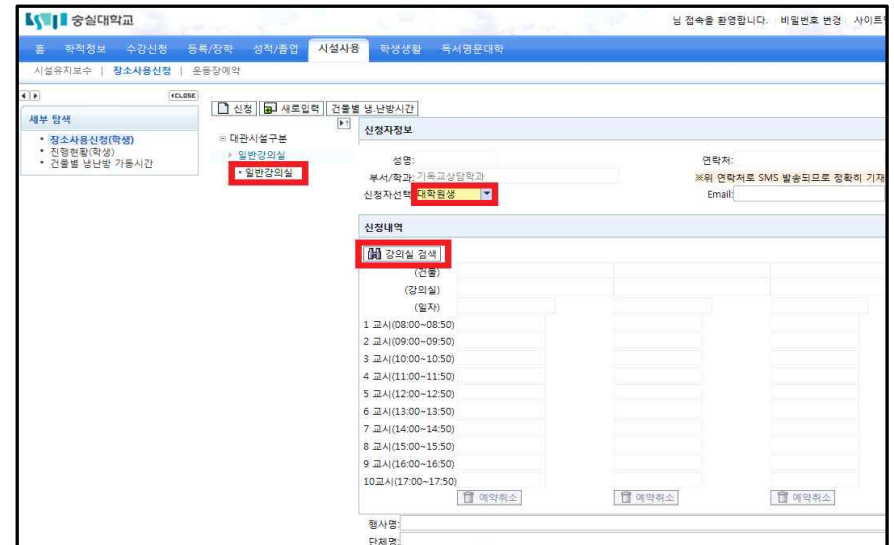 숭실대학교
님 접속을 환영합니다. 비밀번호 변경 사이트
홈 학적정보 수강신청 등록/장학 성적/졸업 시설사용 학생생활 독서명문대학
시설유지보수 | 장소사용신청 | 운동장예약
CLOSE
세부 탐색
• 장소사용신청(학생)
• 진행현황(학생)
• 건물별 냉난방 가동시간
신청 새로입력 건물별 냉.난방시간
대관시설구분
일반강의실
• 일반강의실
신청자정보
성명: 연락처:
부서/학과: 기독교상담학과 ※위 연락처로 SMS 발송되므로 정확히 기재
신청자선택: 대학원생 Email:
신청내역
강의실 검색
(건물)
(강의실)
(일자)
1 교시(08:00~08:50)
2 교시(09:00~09:50)
3 교시(10:00~10:50)
4 교시(11:00~11:50)
5 교시(12:00~12:50)
6 교시(13:00~13:50)
7 교시(14:00~14:50)
8 교시(15:00~15:50)
9 교시(16:00~16:50)
10교시(17:00~17:50)
예약취소 예약취소 예약취소
행사명:
단체명: